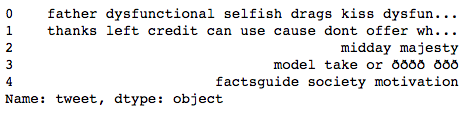 0 father dysfunctional selfish drags kiss dysfun...
1 thanks left credit can use cause dont offer wh...
2 midday majesty
3 model take or ðððð ððð
4 factsguide society motivation
Name: tweet, dtype: object